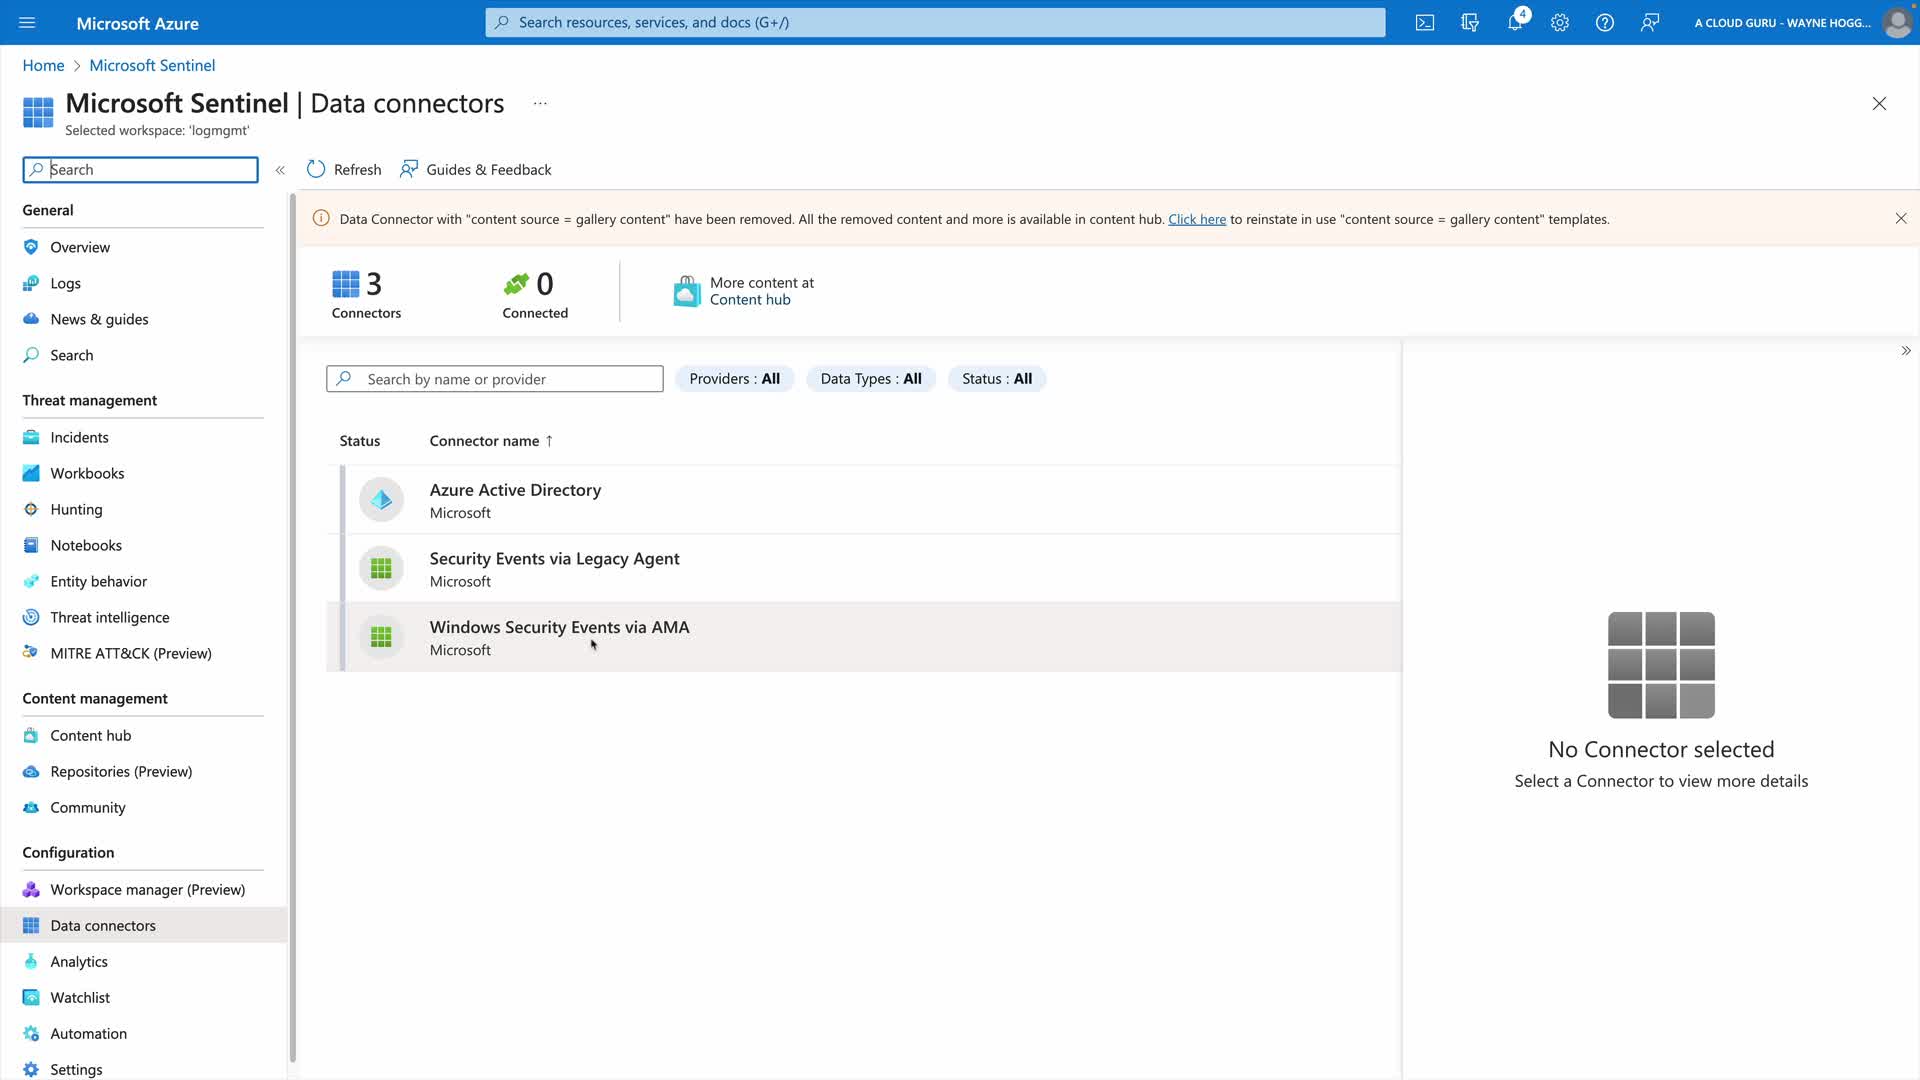 Microsoft Azure
Search resources, services, and docs (G+/)
4
A CLOUD GURU - WAYNE HOGG...
Home > Microsoft Sentinel
Microsoft Sentinel | Data connectors ...
Selected workspace: 'logmgmt'
Search
«
Refresh
Guides & Feedback
General
Overview
Logs
News & guides
Search
Threat management
Incidents
Workbooks
Hunting
Notebooks
Entity behavior
Threat intelligence
MITRE ATT&CK (Preview)
Content management
Content hub
Repositories (Preview)
Community
Configuration
Workspace manager (Preview)
Data connectors
Analytics
Watchlist
Automation
Settings
Data Connector with "content source = gallery content" have been removed. All the removed content and more is available in content hub. Click here to reinstate in use "content source = gallery content" templates.
3
Connectors
0
Connected
More content at
Content hub
»
Search by name or provider
Providers : All
Data Types : All
Status : All
Status
Connector name ↑
Azure Active Directory
Microsoft
Security Events via Legacy Agent
Microsoft
Windows Security Events via AMA
Microsoft
No Connector selected
Select a Connector to view more details